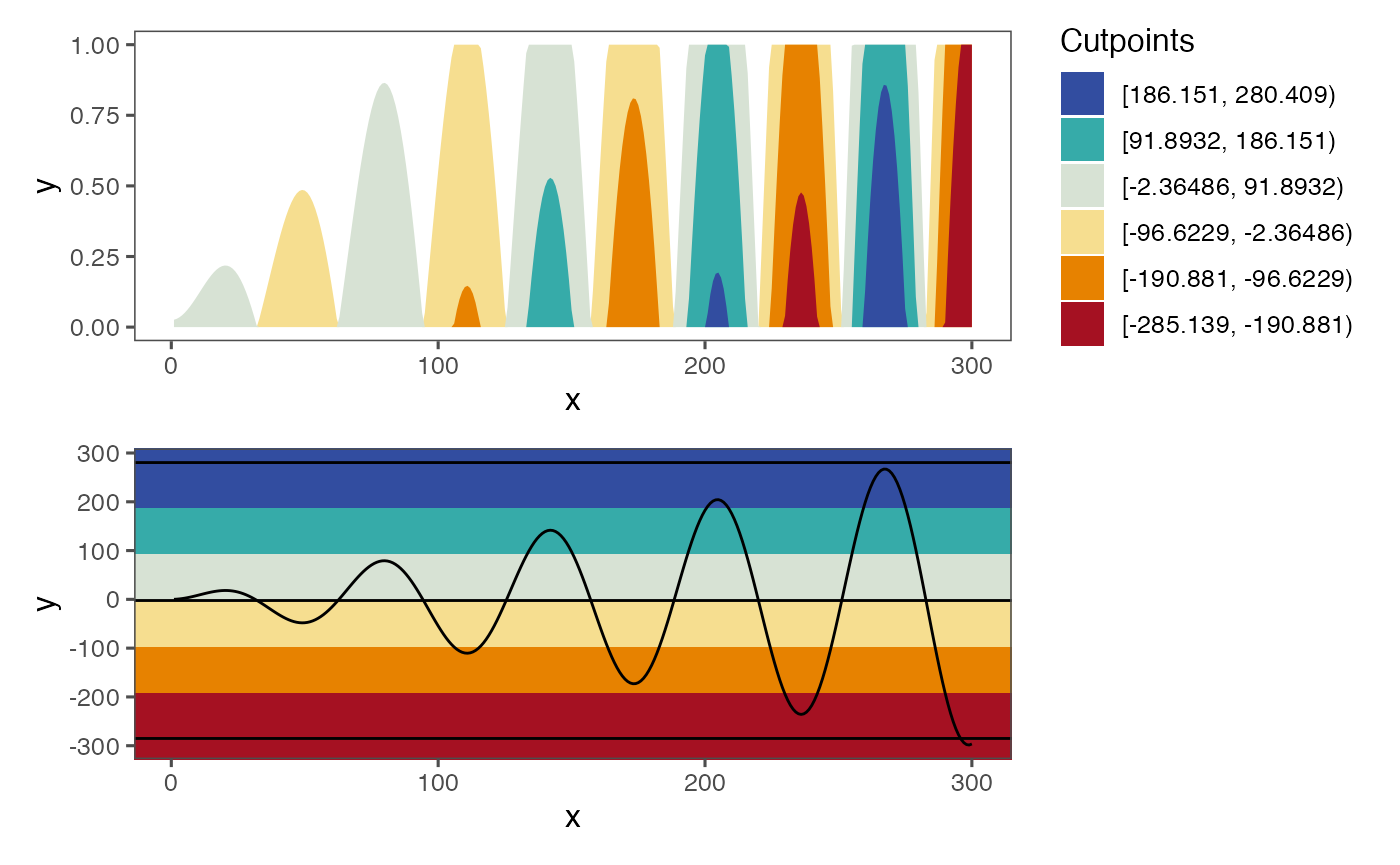 1.00
0.75
0.50
0.25
0.00
y
0 100 200 300
x
Cutpoints
[186.151, 280.409)
[91.8932, 186.151)
[-2.36486, 91.8932)
[-96.6229, -2.36486)
[-190.881, -96.6229)
[-285.139, -190.881)
300
200
100
0
-100
-200
-300
y
0 100 200 300
x